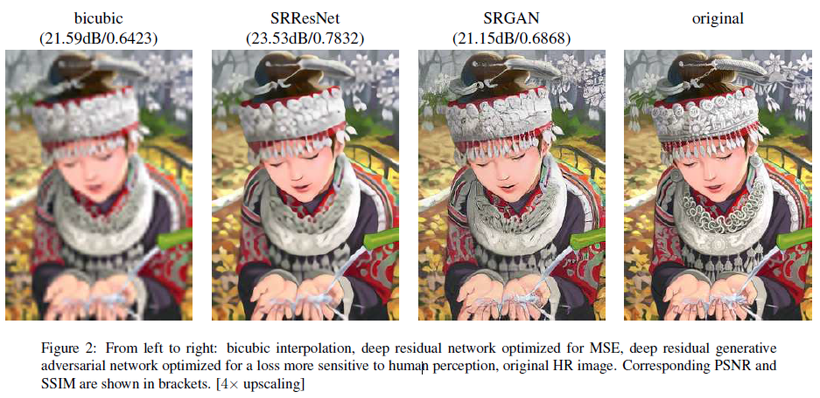 bicubic
(21.59dB/0.6423)
SRResNet
(23.53dB/0.7832)
SRGAN
(21.15dB/0.6868)
original
Figure 2: From left to right: bicubic interpolation, deep residual network optimized for MSE, deep residual generative
adversarial network optimized for a loss more sensitive to human perception, original HR image. Corresponding PSNR and
SSIM are shown in brackets. [4× upscaling]